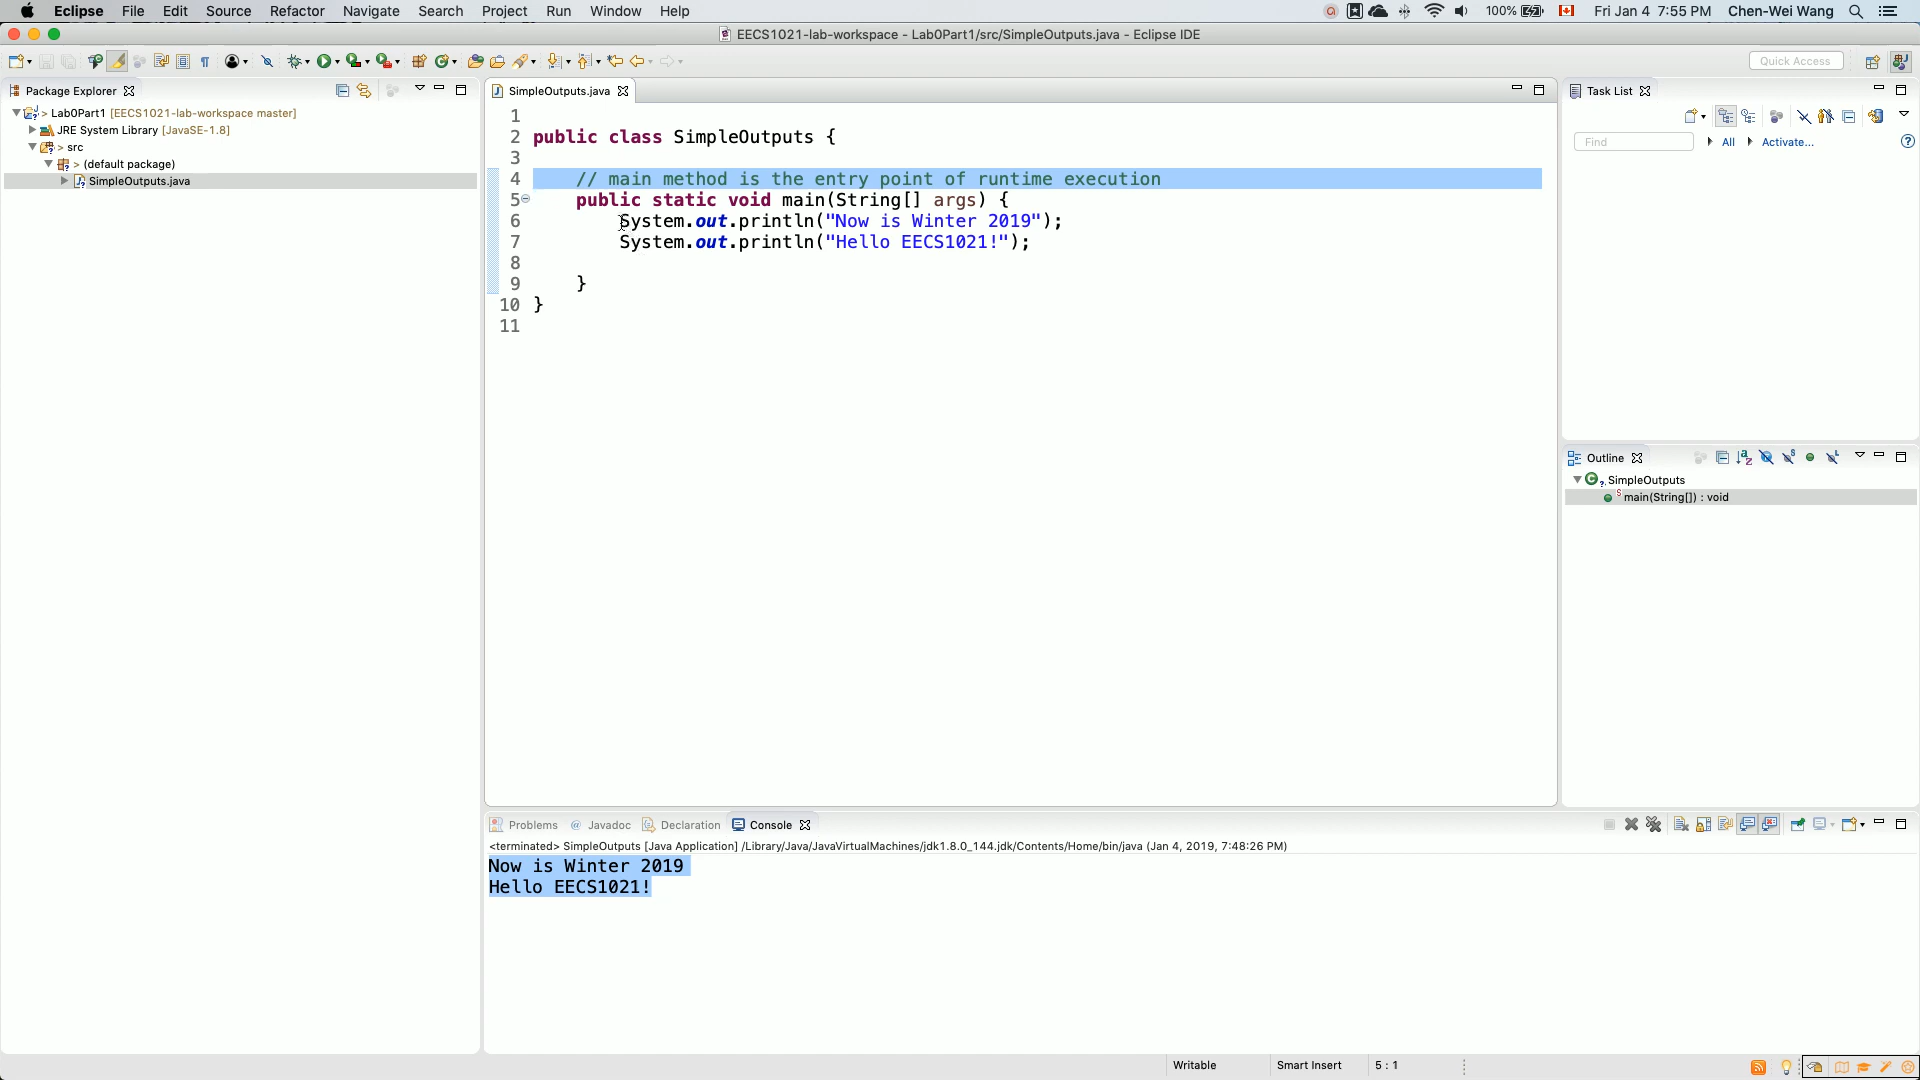 Eclipse File Edit Source Refactor Navigate Search Project Run Window Help
100% Fri Jan 4 7:55 PM Chen-Wei Wang
EECS1021-lab-workspace - Lab0Part1/src/SimpleOutputs.java - Eclipse IDE
Quick Access
Package Explorer
> Lab0Part1 [EECS1021-lab-workspace master]
JRE System Library [JavaSE-1.8]
> src
> (default package)
SimpleOutputs.java
SimpleOutputs.java
1
2 public class SimpleOutputs {
3
4 // main method is the entry point of runtime execution
5 public static void main(String[] args) {
6 System.out.println("Now is Winter 2019");
7 System.out.println("Hello EECS1021!");
8
9 }
10 }
11
Task List
Find All Activate...
Outline
SimpleOutputs
main(String[]) : void
Problems @ Javadoc Declaration Console
<terminated> SimpleOutputs [Java Application] /Library/Java/JavaVirtualMachines/jdk1.8.0_144.jdk/Contents/Home/bin/java (Jan 4, 2019, 7:48:26 PM)
Now is Winter 2019
Hello EECS1021!
Writable Smart Insert 5 : 1